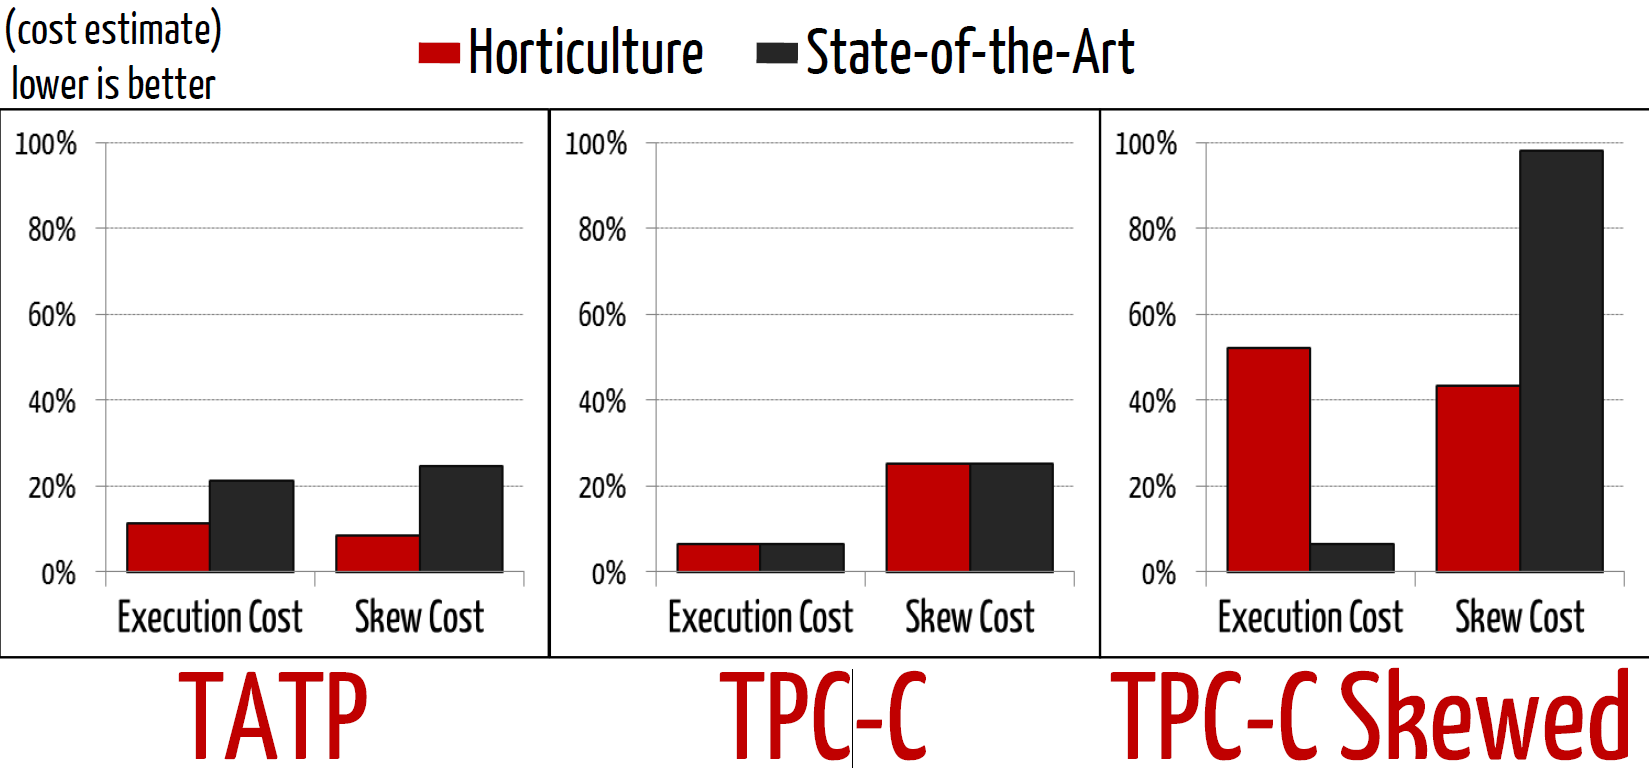 (cost estimate)
lower is better
Horticulture State-of-the-Art
100%
80%
60%
40%
20%
0%
Execution Cost Skew Cost
TATP
100%
80%
60%
40%
20%
0%
Execution Cost Skew Cost
TPC-C
100%
80%
60%
40%
20%
0%
Execution Cost Skew Cost
TPC-C Skewed